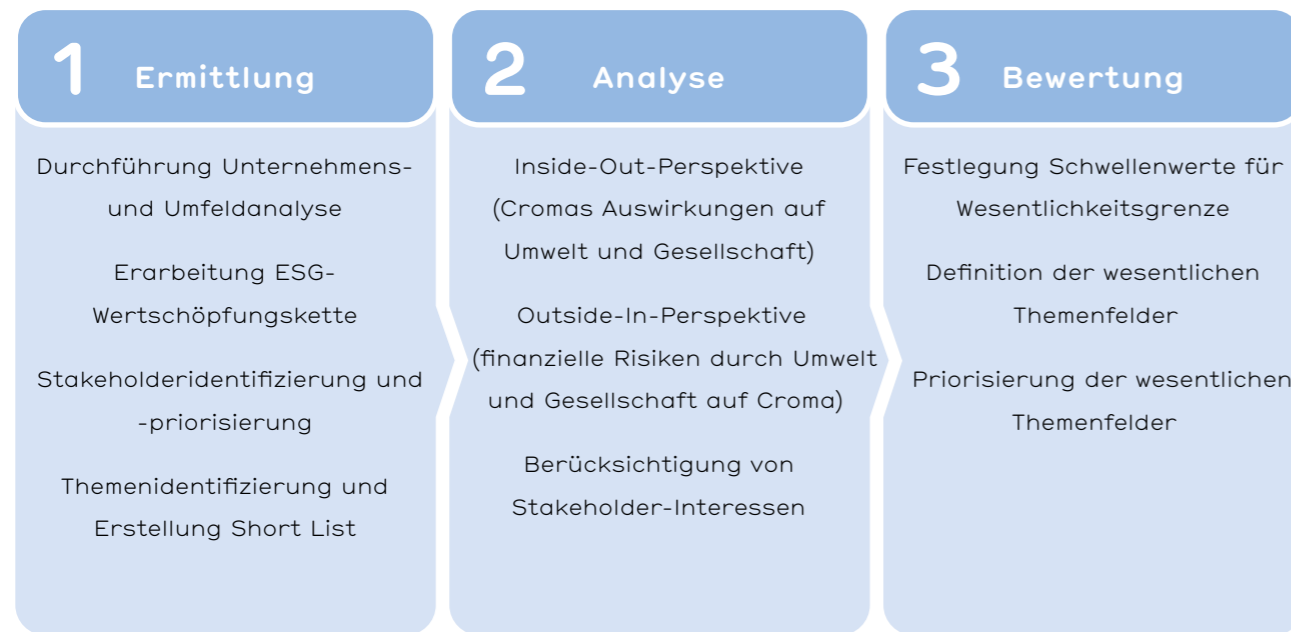 1 Ermittlung
Durchführung Unternehmens-
und Umfeldanalyse
Erarbeitung ESG-
Wertschöpfungskette
Stakeholderidentifizierung und
-priorisierung
Themenidentifizierung und
Erstellung Short List
2 Analyse
Inside-Out-Perspektive
(Cromas Auswirkungen auf
Umwelt und Gesellschaft)
Outside-In-Perspektive
(finanzielle Risiken durch Umwelt
und Gesellschaft auf Croma)
Berücksichtigung von
Stakeholder-Interessen
3 Bewertung
Festlegung Schwellenwerte für
Wesentlichkeitsgrenze
Definition der wesentlichen
Themenfelder
Priorisierung der wesentlichen
Themenfelder